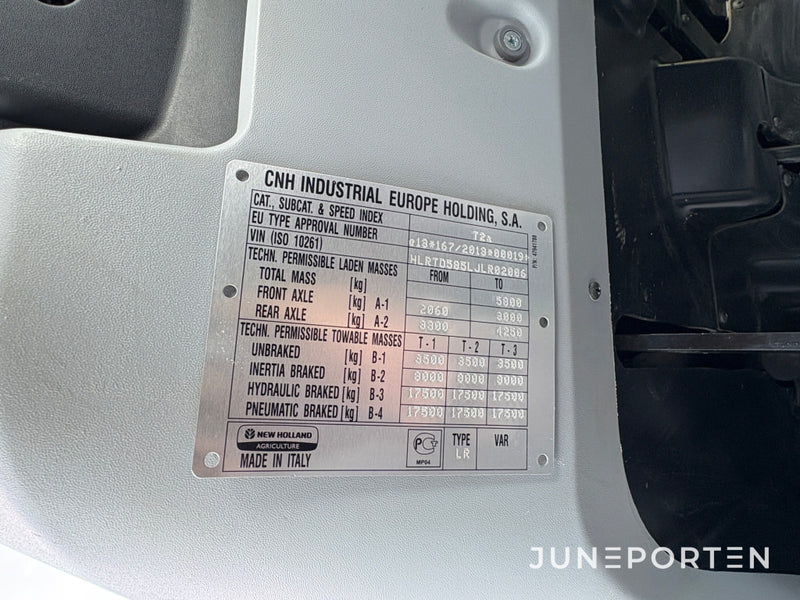 CNH INDUSTRIAL EUROPE HOLDING, S.A.
CAT., SUBCAT. & SPEED INDEX T2a
EU TYPE APPROVAL NUMBER e13*167/2013*00019*
VIN (ISO 10261) HLRTD505LJLR02006
TECHN. PERMISSIBLE LADEN MASSES FROM TO
TOTAL MASS [kg] 5800
FRONT AXLE [kg] A-1 2060 3000
REAR AXLE [kg] A-2 3300 4250
TECHN. PERMISSIBLE TOWABLE MASSES T-1 T-2 T-3
UNBRAKED [kg] B-1 3500 3500 3500
INERTIA BRAKED [kg] B-2 8000 8000 8000
HYDRAULIC BRAKED [kg] B-3 17500 17500 17500
PNEUMATIC BRAKED [kg] B-4 17500 17500 17500
NEW HOLLAND
AGRICULTURE
MADE IN ITALY
MP04
TYPE VAR
LR
JUNEPORTEN